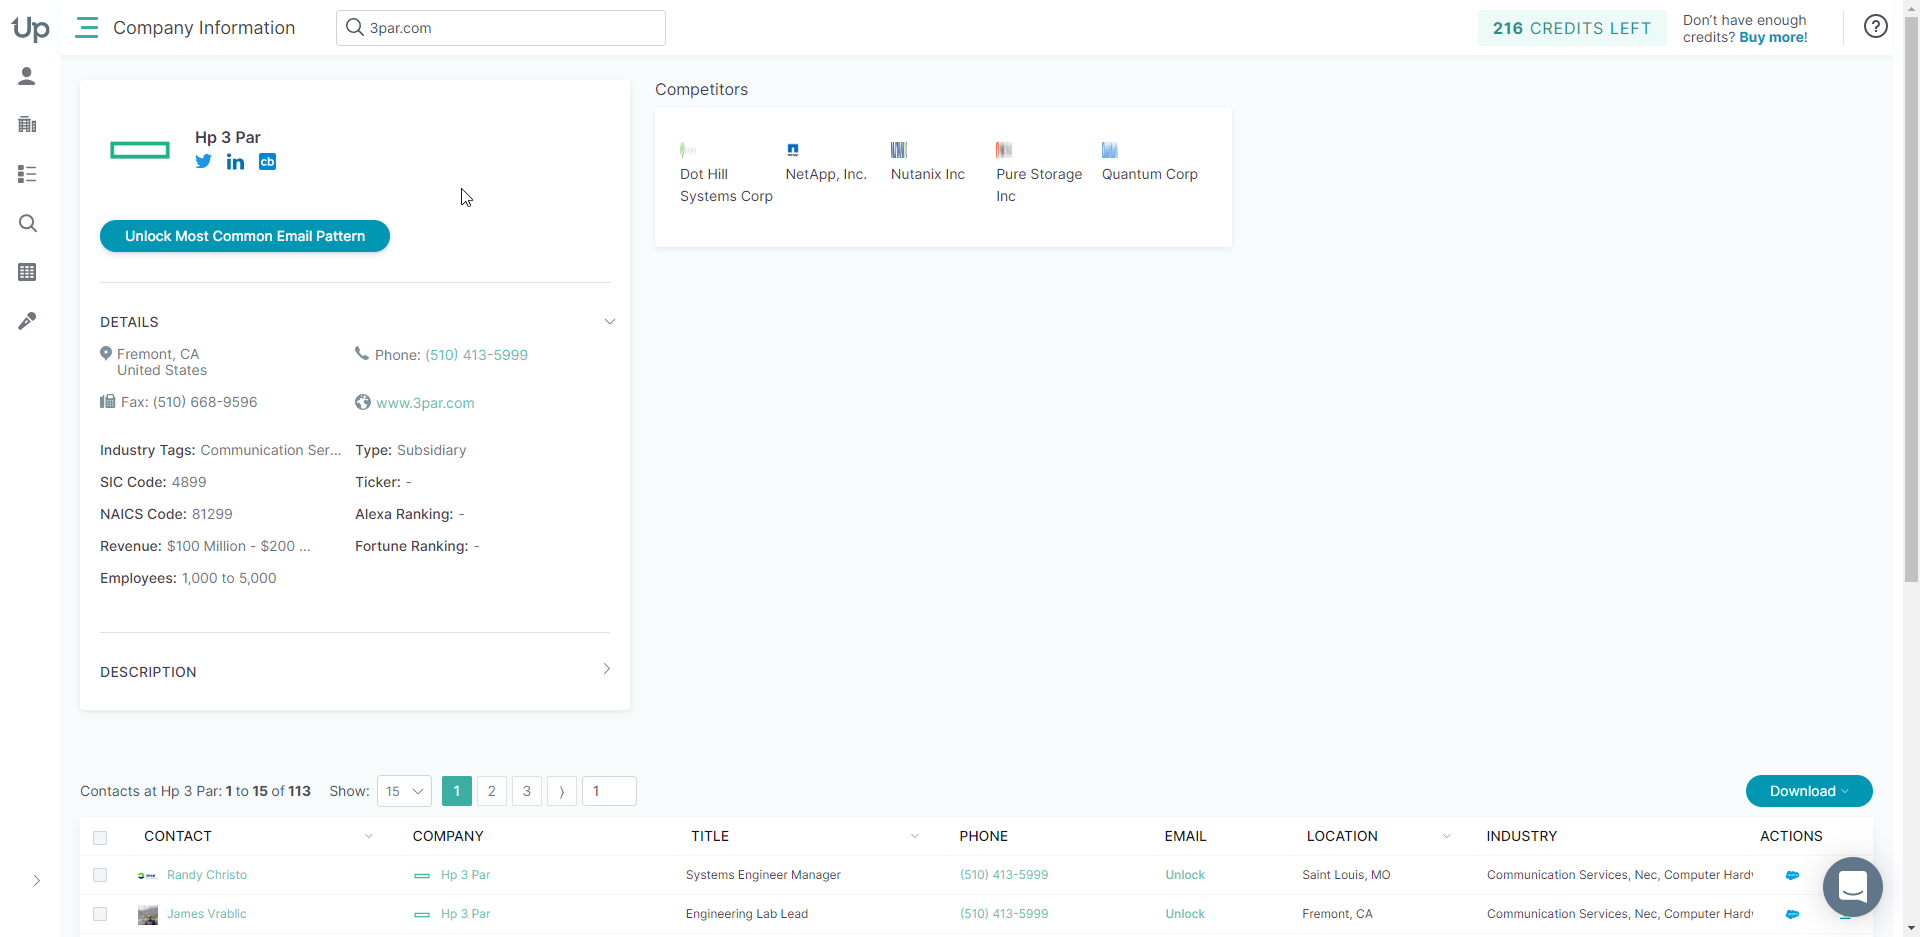 Up
Company Information
3par.com
216 CREDITS LEFT
Don't have enough
credits? Buy more!
Hp 3 Par
cb
Unlock Most Common Email Pattern
DETAILS
Fremont, CA
United States
Phone: (510) 413-5999
Fax: (510) 668-9596
www.3par.com
Industry Tags: Communication Ser...
Type: Subsidiary
SIC Code: 4899
Ticker: -
NAICS Code: 81299
Alexa Ranking: -
Revenue: $100 Million - $200 ...
Fortune Ranking: -
Employees: 1,000 to 5,000
DESCRIPTION
Competitors
Dot Hill
Systems Corp
NetApp, Inc.
Nutanix Inc
Pure Storage
Inc
Quantum Corp
Contacts at Hp 3 Par: 1 to 15 of 113 Show: 15 1 2 3 1
Download
CONTACT COMPANY TITLE PHONE EMAIL LOCATION INDUSTRY ACTIONS
Randy Christo Hp 3 Par Systems Engineer Manager (510) 413-5999 Unlock Saint Louis, MO Communication Services, Nec, Computer Hard
James Vrablic Hp 3 Par Engineering Lab Lead (510) 413-5999 Unlock Fremont, CA Communication Services, Nec, Computer Hard